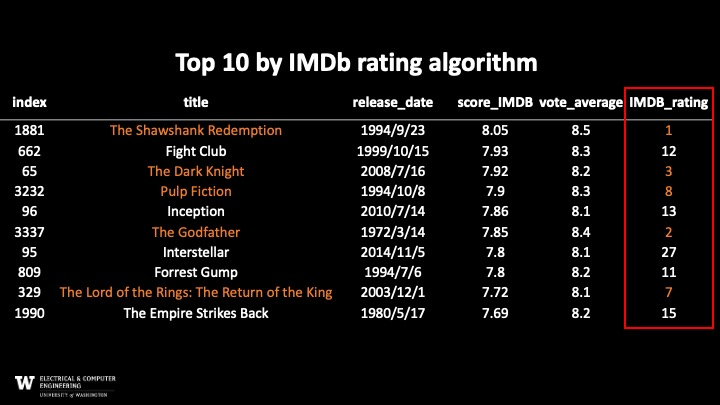 Top 10 by IMDb rating algorithm
index title release_date score_IMDB vote_average IMDB_rating
1881 The Shawshank Redemption 1994/9/23 8.05 8.5 1
662 Fight Club 1999/10/15 7.93 8.3 12
65 The Dark Knight 2008/7/16 7.92 8.2 3
3232 Pulp Fiction 1994/10/8 7.9 8.3 8
96 Inception 2010/7/14 7.86 8.1 13
3337 The Godfather 1972/3/14 7.85 8.4 2
95 Interstellar 2014/11/5 7.8 8.1 27
809 Forrest Gump 1994/7/6 7.8 8.2 11
329 The Lord of the Rings: The Return of the King 2003/12/1 7.72 8.1 7
1990 The Empire Strikes Back 1980/5/17 7.69 8.2 15
W ELECTRICAL & COMPUTER
ENGINEERING
UNIVERSITY of WASHINGTON